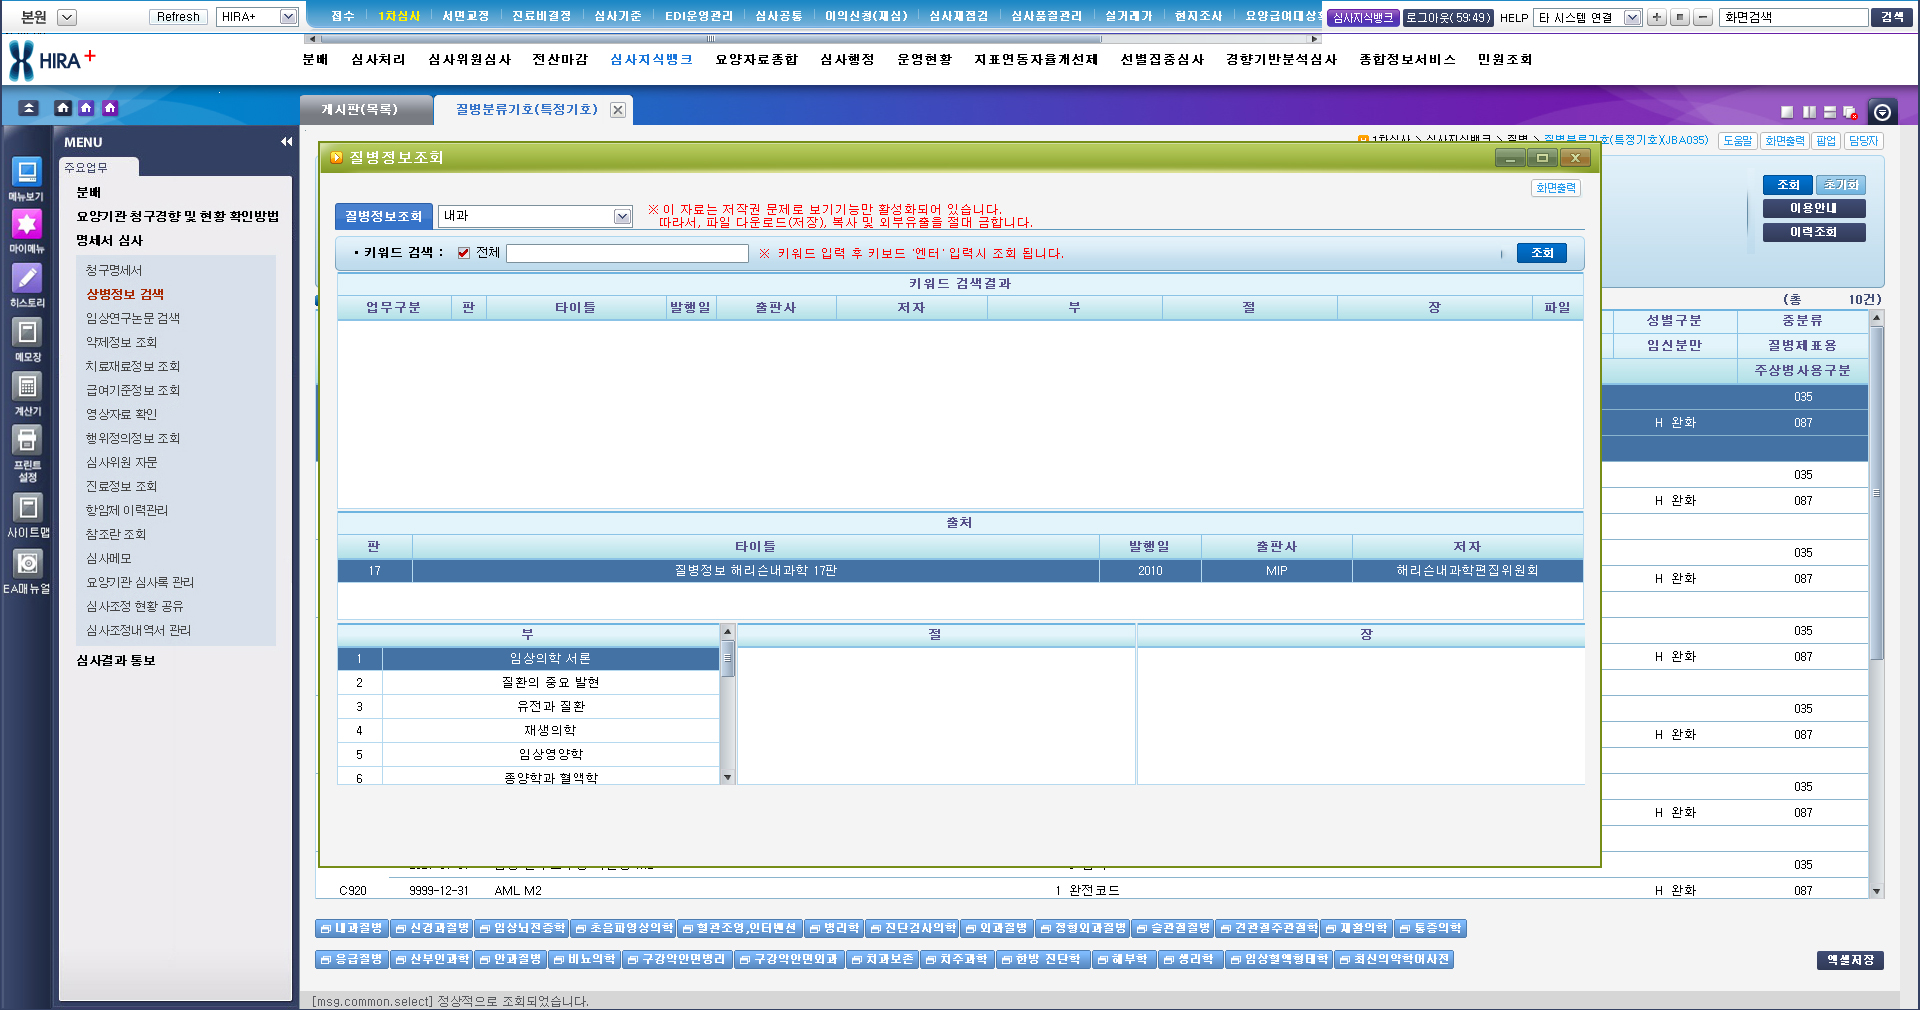 본원 Refresh HIRA+ 접수 1차심사 서면교정 진료비결정 심사기준 EDI운영관리 심사공통 이의신청(재심) 심사재점검 심사품질관리 실거래가 현지조사 요양급여대상 심사지식뱅크 로그아웃(59:49) HELP 타 시스템 연결 화면검색 검색
HIRA+ 분배 심사처리 심사위원심사 전산마감 심사지식뱅크 요양자료종합 심사행정 운영현황 지표연동자율개선제 선별집중심사 경향기반분석심사 종합정보서비스 민원조회
게시판(목록) 질병분류기호(특정기호)
MENU
1차심사 > 심사지식뱅크 > 질병 > 질병분류기호(특정기호)(JBA035) 도움말 화면출력 팝업 담당자
주요업무
분배
요양기관 청구경향 및 현황 확인방법
명세서 심사
청구명세서
상병정보 검색
임상연구논문 검색
약제정보 조회
치료재료정보 조회
급여기준정보 조회
영상자료 확인
행위정의정보 조회
심사위원 자문
진료정보 조회
항암제 이력관리
참조란 조회
심사메모
요양기관 심사록 관리
심사조정 현황 공유
심사조정내역서 관리
심사결과 통보
메뉴보기
마이메뉴
히스토리
메모장
계산기
프린트
설정
사이트맵
EA매뉴얼
질병정보조회
화면출력
질병정보조회 내과
※ 이 자료는 저작권 문제로 보기기능만 활성화되어 있습니다.
따라서, 파일 다운로드(저장), 복사 및 외부유출을 절대 금합니다.
• 키워드 검색 : 전체 ※ 키워드 입력 후 키보드 '엔터' 입력시 조회 됩니다. 조회
키워드 검색결과
업무구분 판 타이틀 발행일 출판사 저자 부 절 장 파일
출처
판 타이틀 발행일 출판사 저자
17 질병정보 해리슨내과학 17판 2010 MIP 해리슨내과학편집위원회
부 절 장
1 임상의학 서론
2 질환의 중요 발현
3 유전과 질환
4 재생의학
5 임상영양학
6 종양학과 혈액학
조회 초기화
이용안내
이력조회
(총 10건)
성별구분 중분류
임신분만 질병제표용
주상병사용구분
035
H 완화 087
035
H 완화 087
035
H 완화 087
035
H 완화 087
035
H 완화 087
035
H 완화 087
035
C920 9999-12-31 AML M2 1 완전코드 H 완화 087
내과질병 신경과질병 임상뇌전증학 초음파영상의학 혈관조영,인터벤션 병리학 진단검사의학 외과질병 정형외과질병 슬관절질병 견관절주관절학 재활의학 통증의학
응급질병 산부인과학 안과질병 비뇨의학 구강악안면병리 구강악안면외과 치과보존 치주과학 한방 진단학 해부학 생리학 임상혈액형태학 최신의약학어사전 엑셀저장
[msg.common.select] 정상적으로 조회되었습니다.